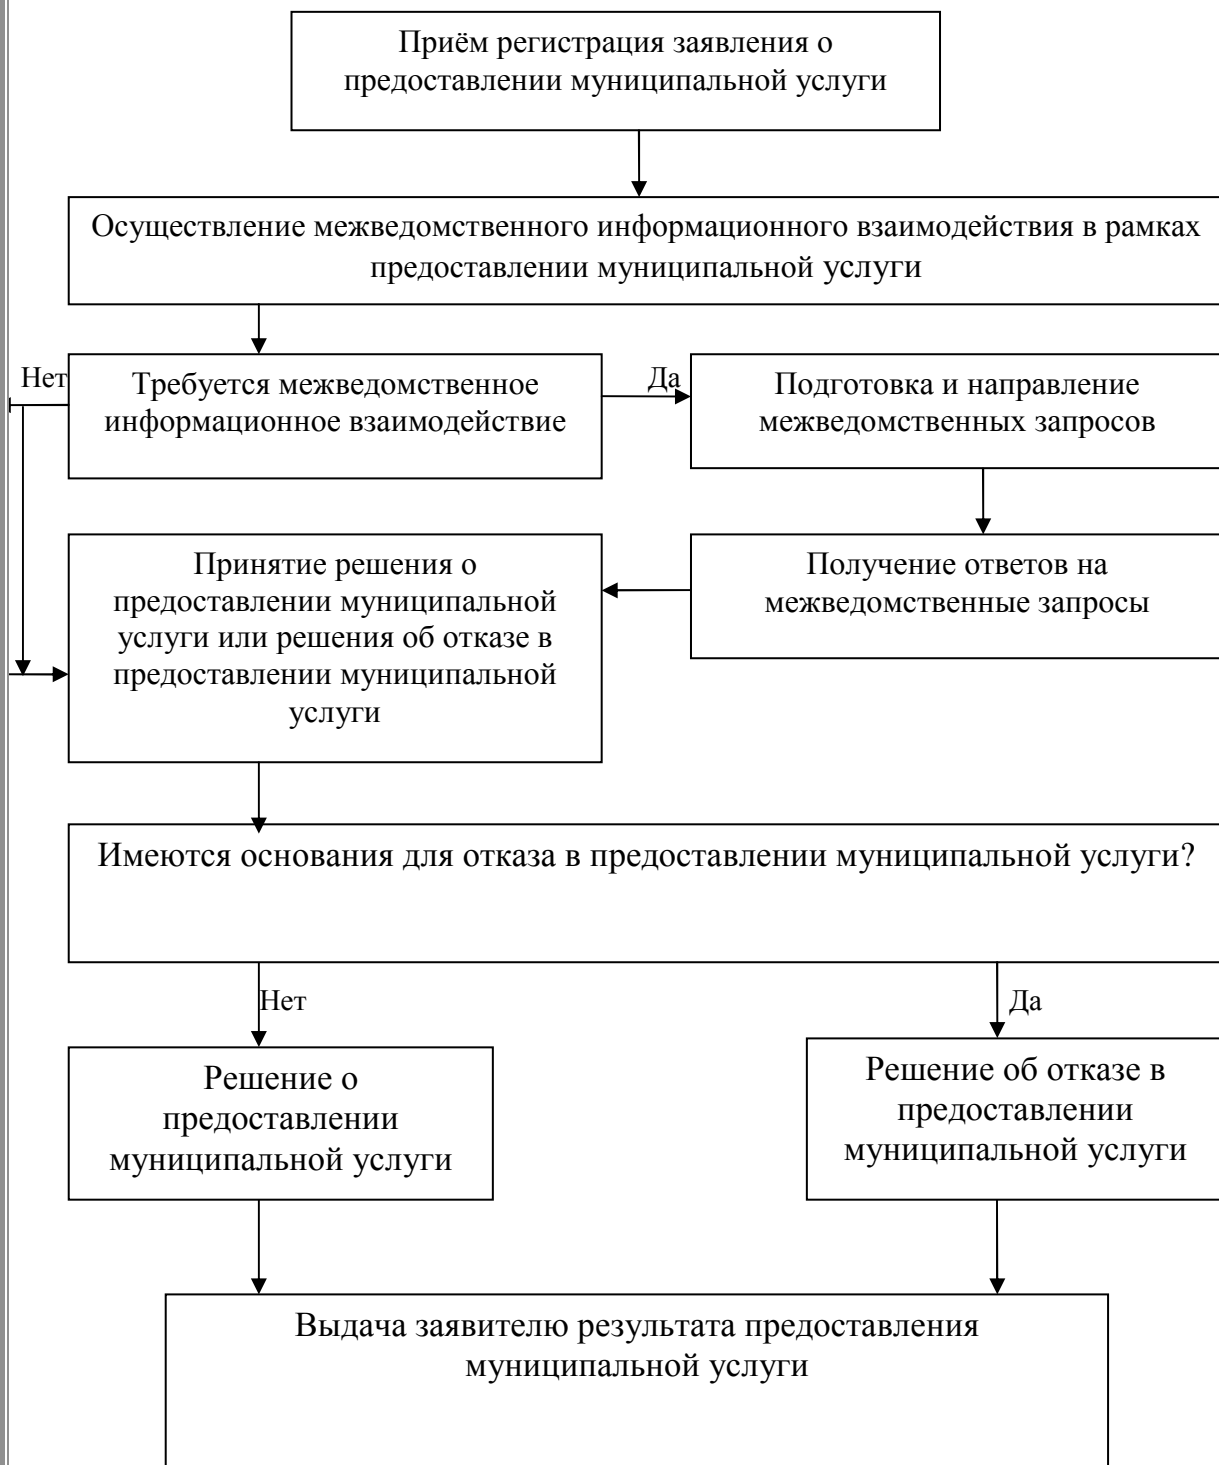 Приём регистрация заявления о
предоставлении муниципальной услуги
Осуществление межведомственного информационного взаимодействия в рамках
предоставлении муниципальной услуги
Нет
Требуется межведомственное
информационное взаимодействие
Да
Подготовка и направление
межведомственных запросов
Принятие решения о
предоставлении муниципальной
услуги или решения об отказе в
предоставлении муниципальной
услуги
Получение ответов на
межведомственные запросы
Имеются основания для отказа в предоставлении муниципальной услуги?
Нет
Да
Решение о
предоставлении
муниципальной услуги
Решение об отказе в
предоставлении
муниципальной услуги
Выдача заявителю результата предоставления
муниципальной услуги